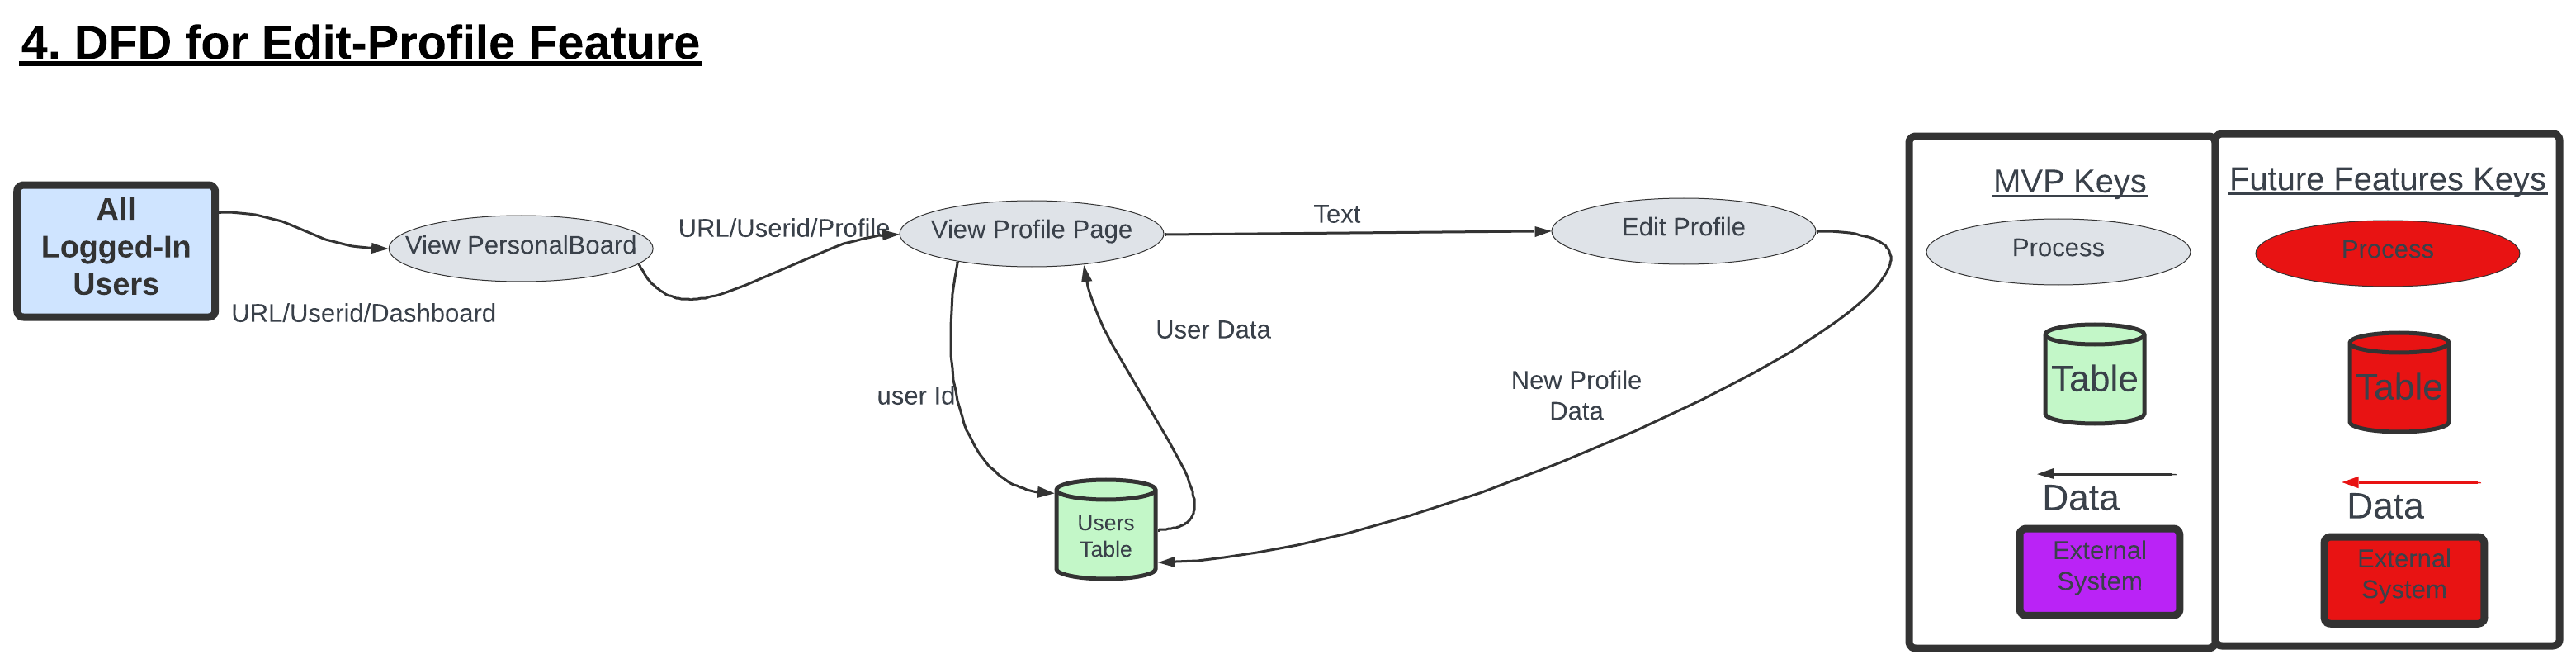 4. DFD for Edit-Profile Feature
All
Logged-In
Users
URL/Userid/Dashboard
View PersonalBoard
URL/Userid/Profile
View Profile Page
Text
Edit Profile
user Id
User Data
New Profile
Data
Users
Table
MVP Keys
Process
Table
Data
External
System
Future Features Keys
Process
Table
Data
External
System